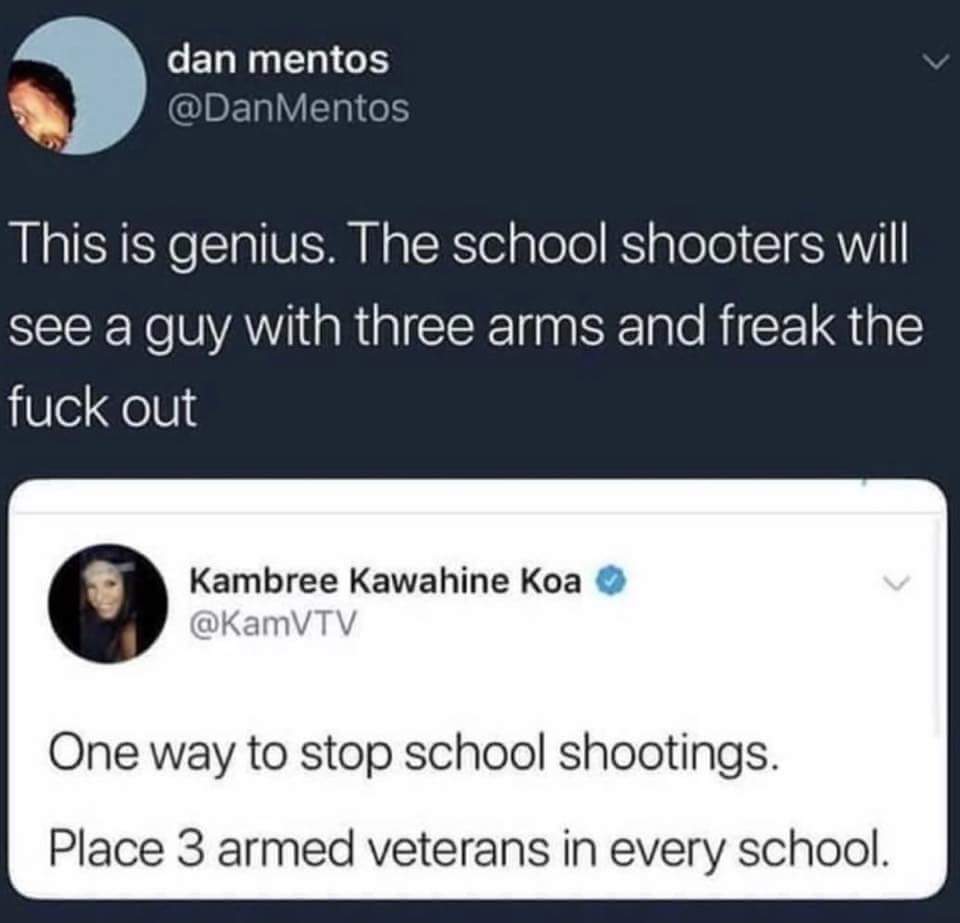 dan mentos
@DanMentos
This is genius. The school shooters will
see a guy with three arms and freak the
fuck out
Kambree Kawahine Koa
@KamVTV
One way to stop school shootings.
Place 3 armed veterans in every school.